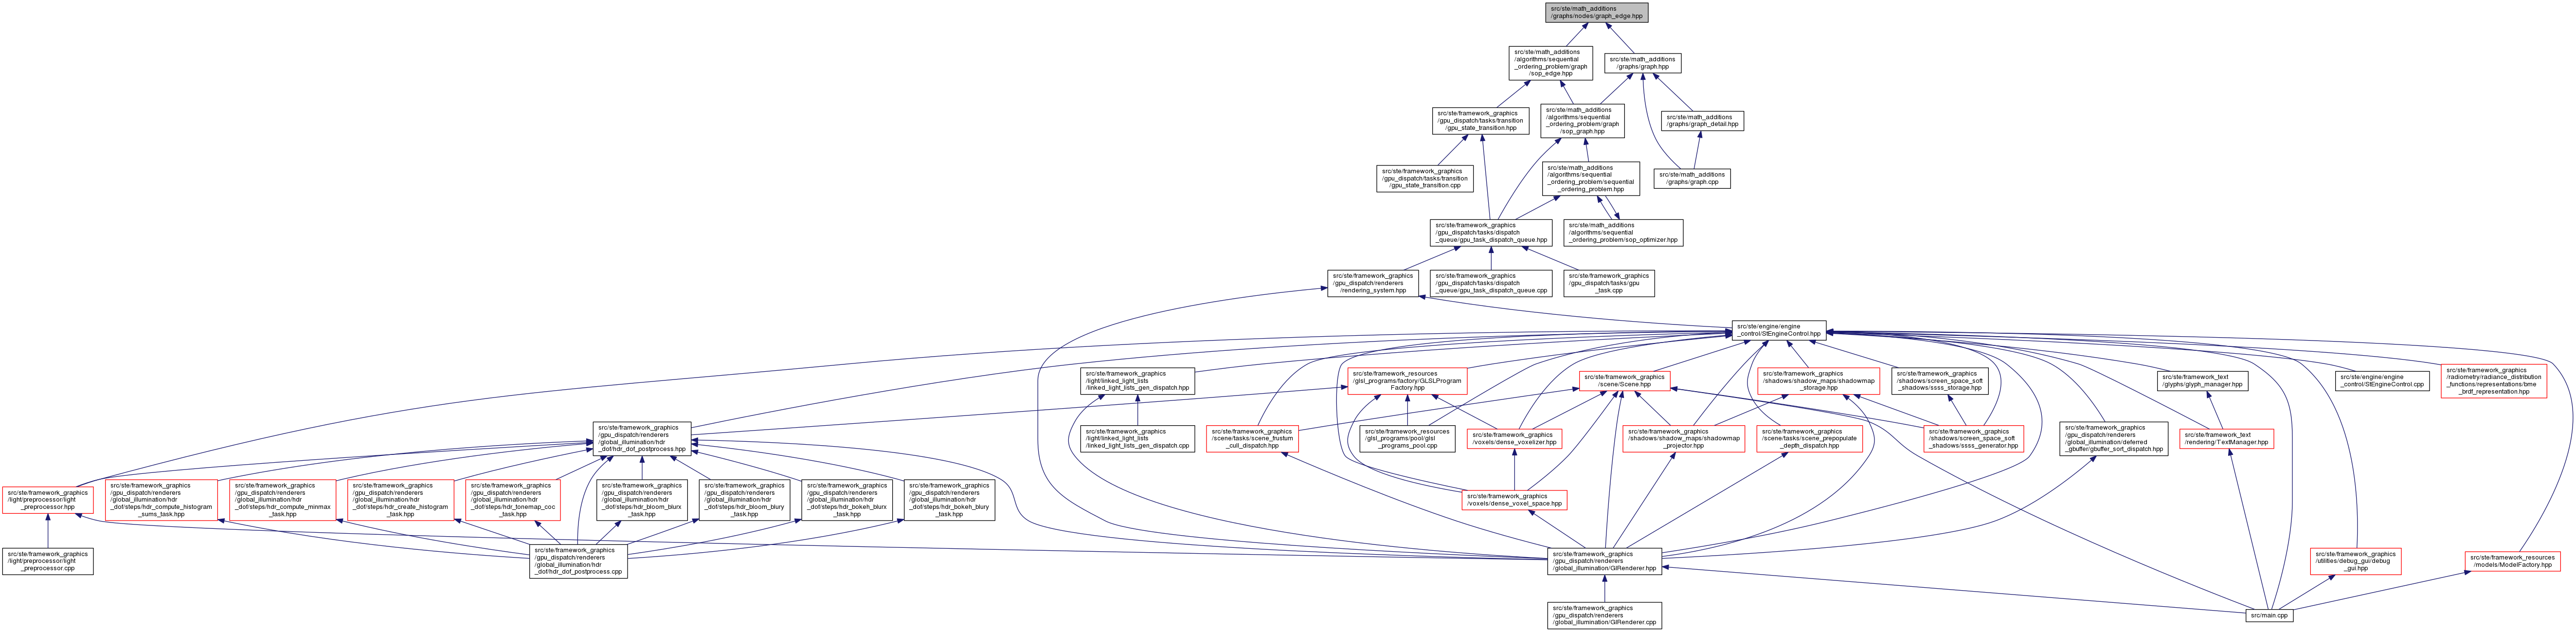 src/ste/math_additions
/graphs/nodes/graph_edge.hpp
src/ste/math_additions
/algorithms/sequential
_ordering_problem/graph
/sop_edge.hpp
src/ste/math_additions
/graphs/graph.hpp
src/ste/framework_graphics
/gpu_dispatch/tasks/transition
/gpu_state_transition.hpp
src/ste/math_additions
/algorithms/sequential
_ordering_problem/graph
/sop_graph.hpp
src/ste/math_additions
/graphs/graph_detail.hpp
src/ste/framework_graphics
/gpu_dispatch/tasks/transition
/gpu_state_transition.cpp
src/ste/math_additions
/algorithms/sequential
_ordering_problem/sequential
_ordering_problem.hpp
src/ste/math_additions
/graphs/graph.cpp
src/ste/framework_graphics
/gpu_dispatch/tasks/dispatch
_queue/gpu_task_dispatch_queue.hpp
src/ste/math_additions
/algorithms/sequential
_ordering_problem/sop_optimizer.hpp
src/ste/framework_graphics
/gpu_dispatch/renderers
/rendering_system.hpp
src/ste/framework_graphics
/gpu_dispatch/tasks/dispatch
_queue/gpu_task_dispatch_queue.cpp
src/ste/framework_graphics
/gpu_dispatch/tasks/gpu
_task.cpp
src/ste/engine/engine
_control/StEngineControl.hpp
src/ste/framework_graphics
/light/linked_light_lists
/linked_light_lists_gen_dispatch.hpp
src/ste/framework_resources
/glsl_programs/factory/GLSLProgram
Factory.hpp
src/ste/framework_graphics
/scene/Scene.hpp
src/ste/framework_graphics
/shadows/shadow_maps/shadowmap
_storage.hpp
src/ste/framework_graphics
/shadows/screen_space_soft
_shadows/ssss_storage.hpp
src/ste/framework_text
/glyphs/glyph_manager.hpp
src/ste/engine/engine
_control/StEngineControl.cpp
src/ste/framework_graphics
/radiometry/radiance_distribution
_functions/representations/bme
_brdf_representation.hpp
src/ste/framework_graphics
/gpu_dispatch/renderers
/global_illumination/hdr
_dof/hdr_dof_postprocess.hpp
src/ste/framework_graphics
/light/linked_light_lists
/linked_light_lists_gen_dispatch.cpp
src/ste/framework_graphics
/scene/tasks/scene_frustum
_cull_dispatch.hpp
src/ste/framework_resources
/glsl_programs/pool/glsl
_programs_pool.cpp
src/ste/framework_graphics
/voxels/dense_voxelizer.hpp
src/ste/framework_graphics
/shadows/shadow_maps/shadowmap
_projector.hpp
src/ste/framework_graphics
/scene/tasks/scene_prepopulate
_depth_dispatch.hpp
src/ste/framework_graphics
/shadows/screen_space_soft
_shadows/ssss_generator.hpp
src/ste/framework_graphics
/gpu_dispatch/renderers
/global_illumination/deferred
_gbuffer/gbuffer_sort_dispatch.hpp
src/ste/framework_text
/rendering/TextManager.hpp
src/ste/framework_graphics
/light/preprocessor/light
_preprocessor.hpp
src/ste/framework_graphics
/gpu_dispatch/renderers
/global_illumination/hdr
_dof/steps/hdr_compute_histogram
_sums_task.hpp
src/ste/framework_graphics
/gpu_dispatch/renderers
/global_illumination/hdr
_dof/steps/hdr_compute_minmax
_task.hpp
src/ste/framework_graphics
/gpu_dispatch/renderers
/global_illumination/hdr
_dof/steps/hdr_create_histogram
_task.hpp
src/ste/framework_graphics
/gpu_dispatch/renderers
/global_illumination/hdr
_dof/steps/hdr_tonemap_coc
_task.hpp
src/ste/framework_graphics
/gpu_dispatch/renderers
/global_illumination/hdr
_dof/steps/hdr_bloom_blurx
_task.hpp
src/ste/framework_graphics
/gpu_dispatch/renderers
/global_illumination/hdr
_dof/steps/hdr_bloom_blury
_task.hpp
src/ste/framework_graphics
/gpu_dispatch/renderers
/global_illumination/hdr
_dof/steps/hdr_bokeh_blurx
_task.hpp
src/ste/framework_graphics
/gpu_dispatch/renderers
/global_illumination/hdr
_dof/steps/hdr_bokeh_blury
_task.hpp
src/ste/framework_graphics
/voxels/dense_voxel_space.hpp
src/ste/framework_graphics
/light/preprocessor/light
_preprocessor.cpp
src/ste/framework_graphics
/gpu_dispatch/renderers
/global_illumination/hdr
_dof/hdr_dof_postprocess.cpp
src/ste/framework_graphics
/gpu_dispatch/renderers
/global_illumination/GIRenderer.hpp
src/ste/framework_graphics
/utilities/debug_gui/debug
_gui.hpp
src/ste/framework_resources
/models/ModelFactory.hpp
src/ste/framework_graphics
/gpu_dispatch/renderers
/global_illumination/GIRenderer.cpp
src/main.cpp